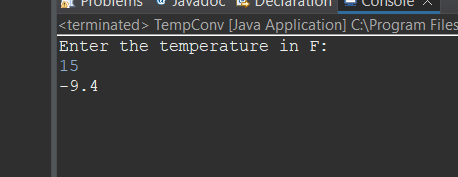 Problems @ Javadoc Declaration Console ×
<terminated> TempConv [Java Application] C:\Program Files
Enter the temperature in F:
15
-9.4